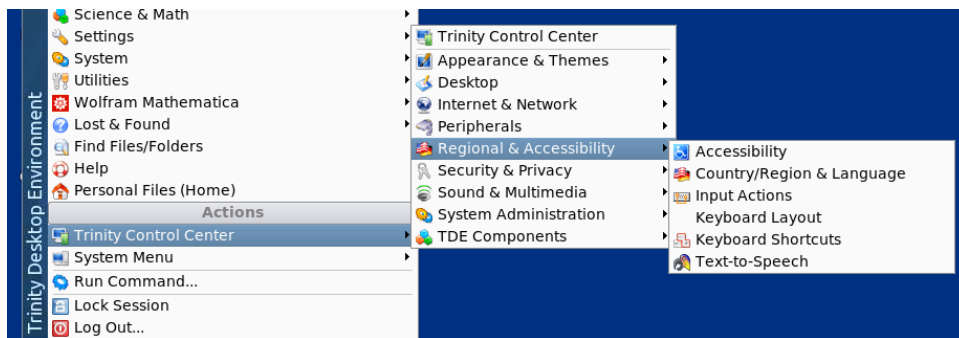 Trinity Desktop Environment
Science & Math
Settings
System
Utilities
Wolfram Mathematica
Lost & Found
Find Files/Folders
Help
Personal Files (Home)
Actions
Trinity Control Center
System Menu
Run Command...
Lock Session
Log Out...
Trinity Control Center
Appearance & Themes
Desktop
Internet & Network
Peripherals
Regional & Accessibility
Security & Privacy
Sound & Multimedia
System Administration
TDE Components
Accessibility
Country/Region & Language
Input Actions
Keyboard Layout
Keyboard Shortcuts
Text-to-Speech